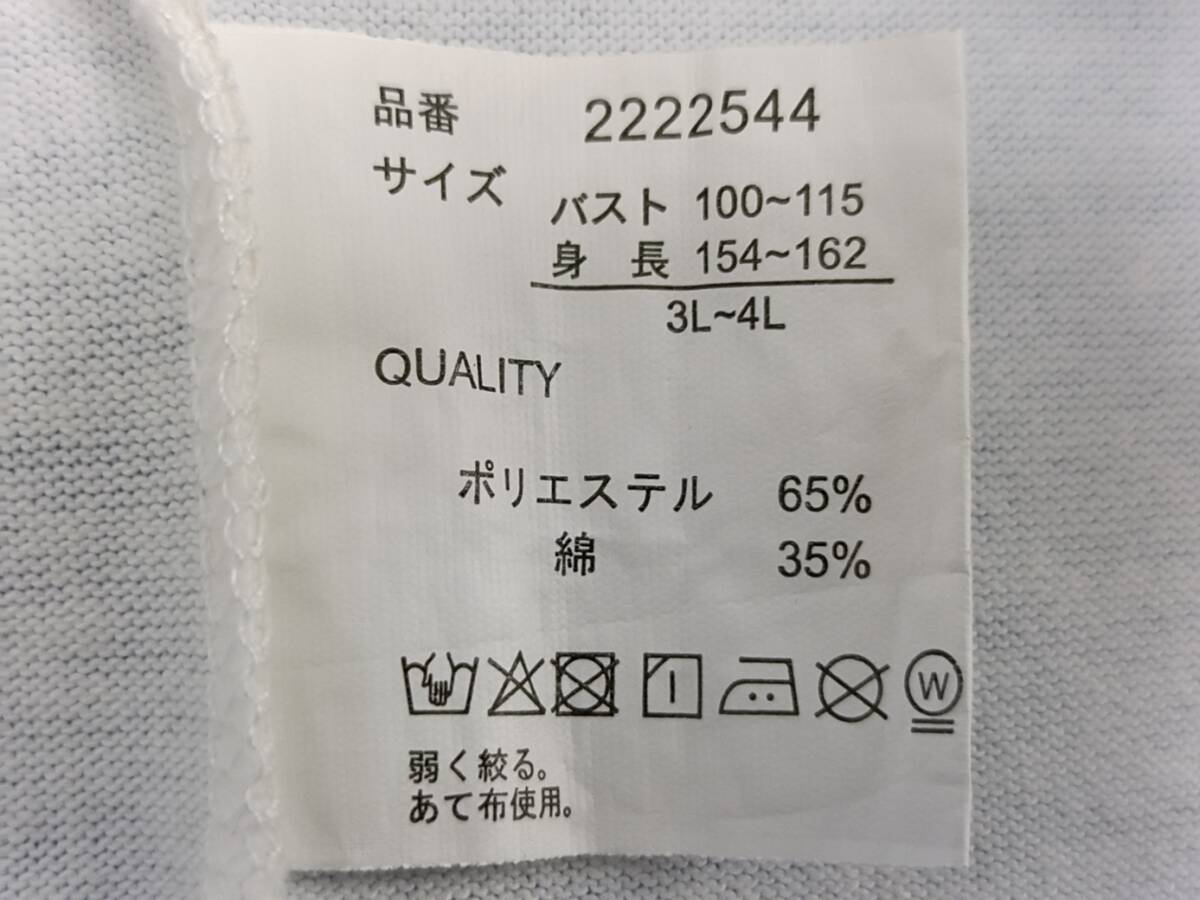 品番 2222544
サイズ
バスト 100~115
身 長 154~162
3L~4L
QUALITY
ポリエステル 65%
綿 35%
W
弱く絞る。
あて布使用。